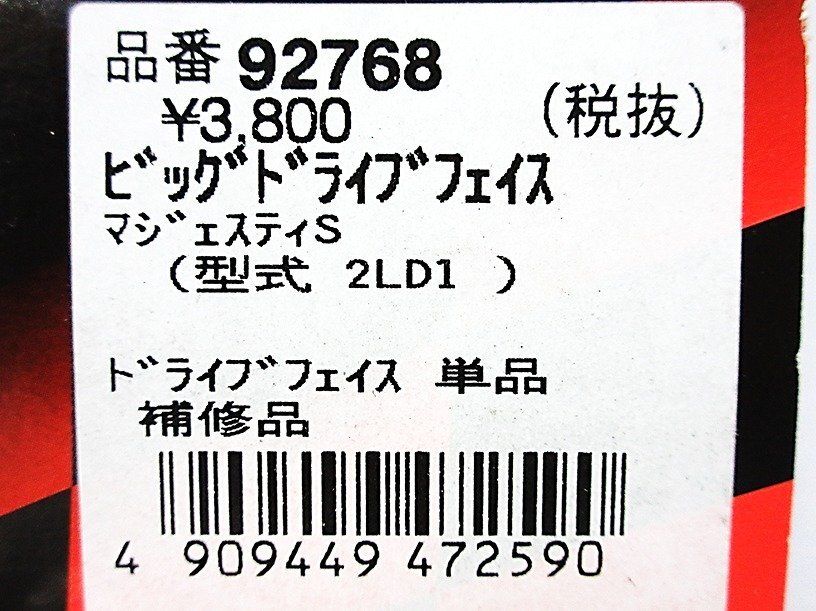 品番 92768
¥3,800 (税抜)
ﾋﾞｯｸﾞﾄﾞﾗｲﾌﾞﾌｪｲｽ
ﾏｼﾞｪｽﾃｨS
(型式 2LD1 )
ﾄﾞﾗｲﾌﾞﾌｪｲｽ 単品
補修品
4 909449 472590